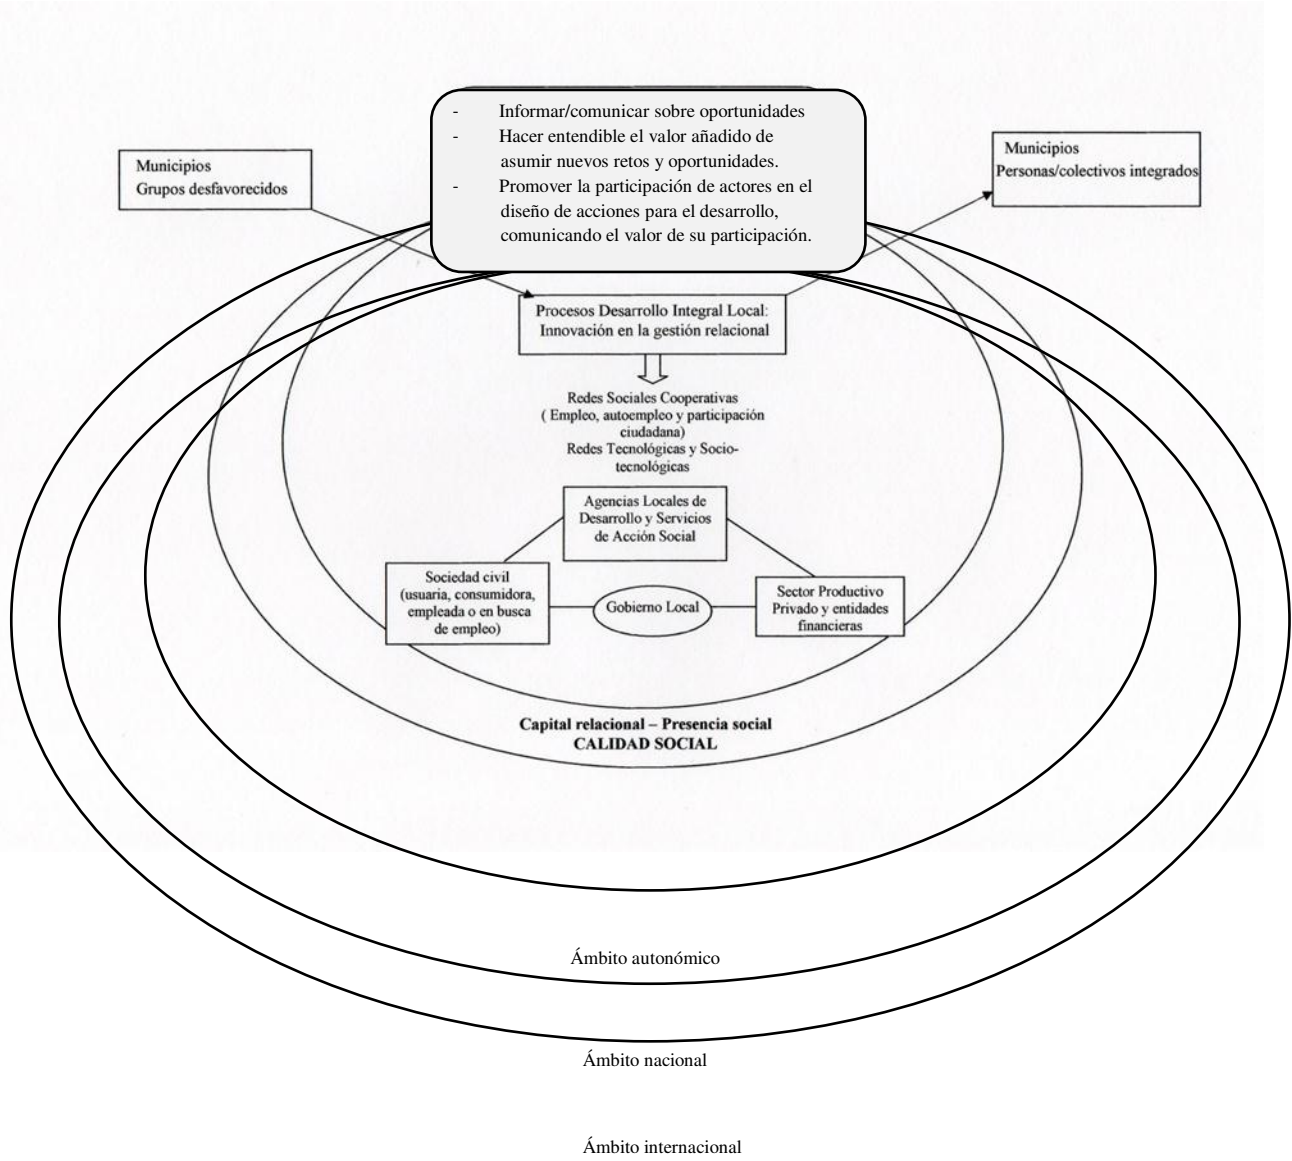 - Informar/comunicar sobre oportunidades
- Hacer entendible el valor añadido de
asumir nuevos retos y oportunidades.
- Promover la participación de actores en el
diseño de acciones para el desarrollo,
comunicando el valor de su participación.
Municipios
Grupos desfavorecidos
Municipios
Personas/colectivos integrados
Procesos Desarrollo Integral Local:
Innovación en la gestión relacional
Redes Sociales Cooperativas
( Empleo, autoempleo y participación
ciudadana)
Redes Tecnológicas y Socio-
tecnológicas
Agencias Locales de
Desarrollo y Servicios
de Acción Social
Sociedad civil
(usuaria, consumidora,
empleada o en busca
de empleo)
Gobierno Local
Sector Productivo
Privado y entidades
financieras
Capital relacional – Presencia social
CALIDAD SOCIAL
Ámbito autonómico
Ámbito nacional
Ámbito internacional